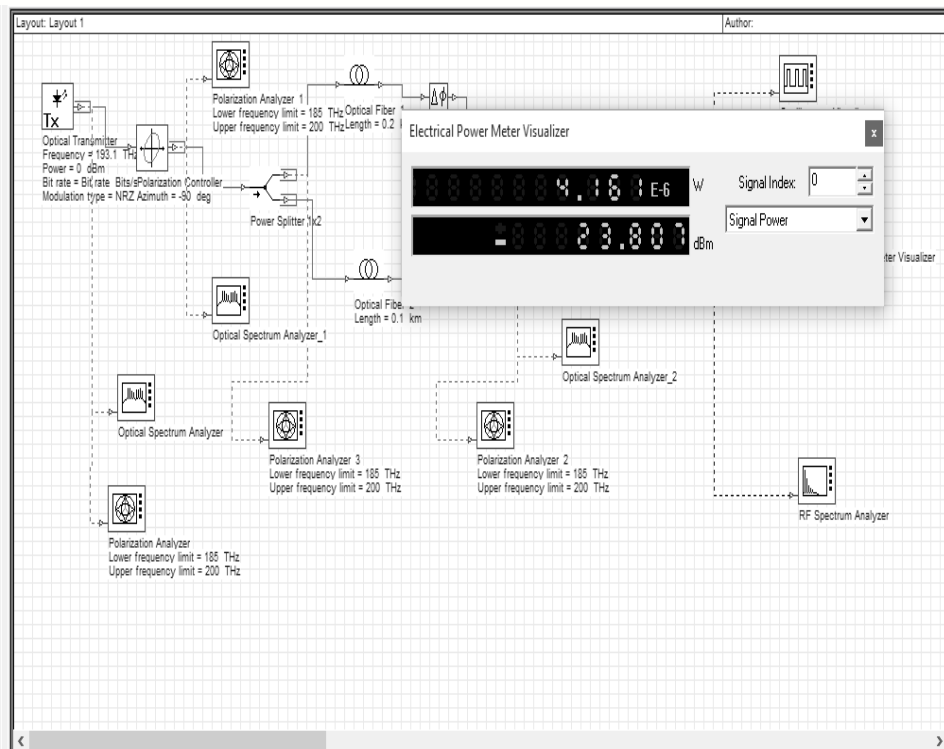 Layout: Layout 1
Author:
Polarization Analyzer_1
Lower frequency limit = 185 THz
Upper frequency limit = 200 THz
Optical Fiber
Length = 0.2
Tx
Optical Transmitter
Frequency = 193.1 THz
Power = 0 dBm
Bit rate = Bit rate Bits/s
Modulation type = NRZ
Polarization Controller
Azimuth = -90 deg
Power Splitter 1x2
Electrical Power Meter Visualizer
x
4.161 E-6 W
Signal Index: 0
Signal Power
-23.807 dBm
ter Visualizer
Optical Spectrum Analyzer_1
Length = 0.1 km
Optical Spectrum Analyzer_2
Optical Spectrum Analyzer
Polarization Analyzer 3
Lower frequency limit = 185 THz
Upper frequency limit = 200 THz
Polarization Analyzer 2
Lower frequency limit = 185 THz
Upper frequency limit = 200 THz
RF Spectrum Analyzer
Polarization Analyzer
Lower frequency limit = 185 THz
Upper frequency limit = 200 THz